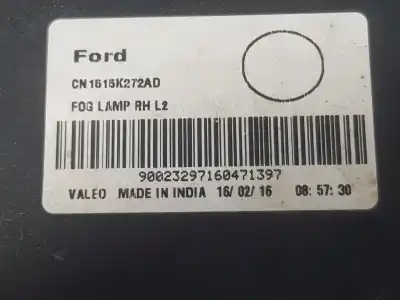 Ford
CN1515K272AD
FOG LAMP RH L2
90023297160471397
VALEO MADE IN INDIA 16/02/16 08:57:30